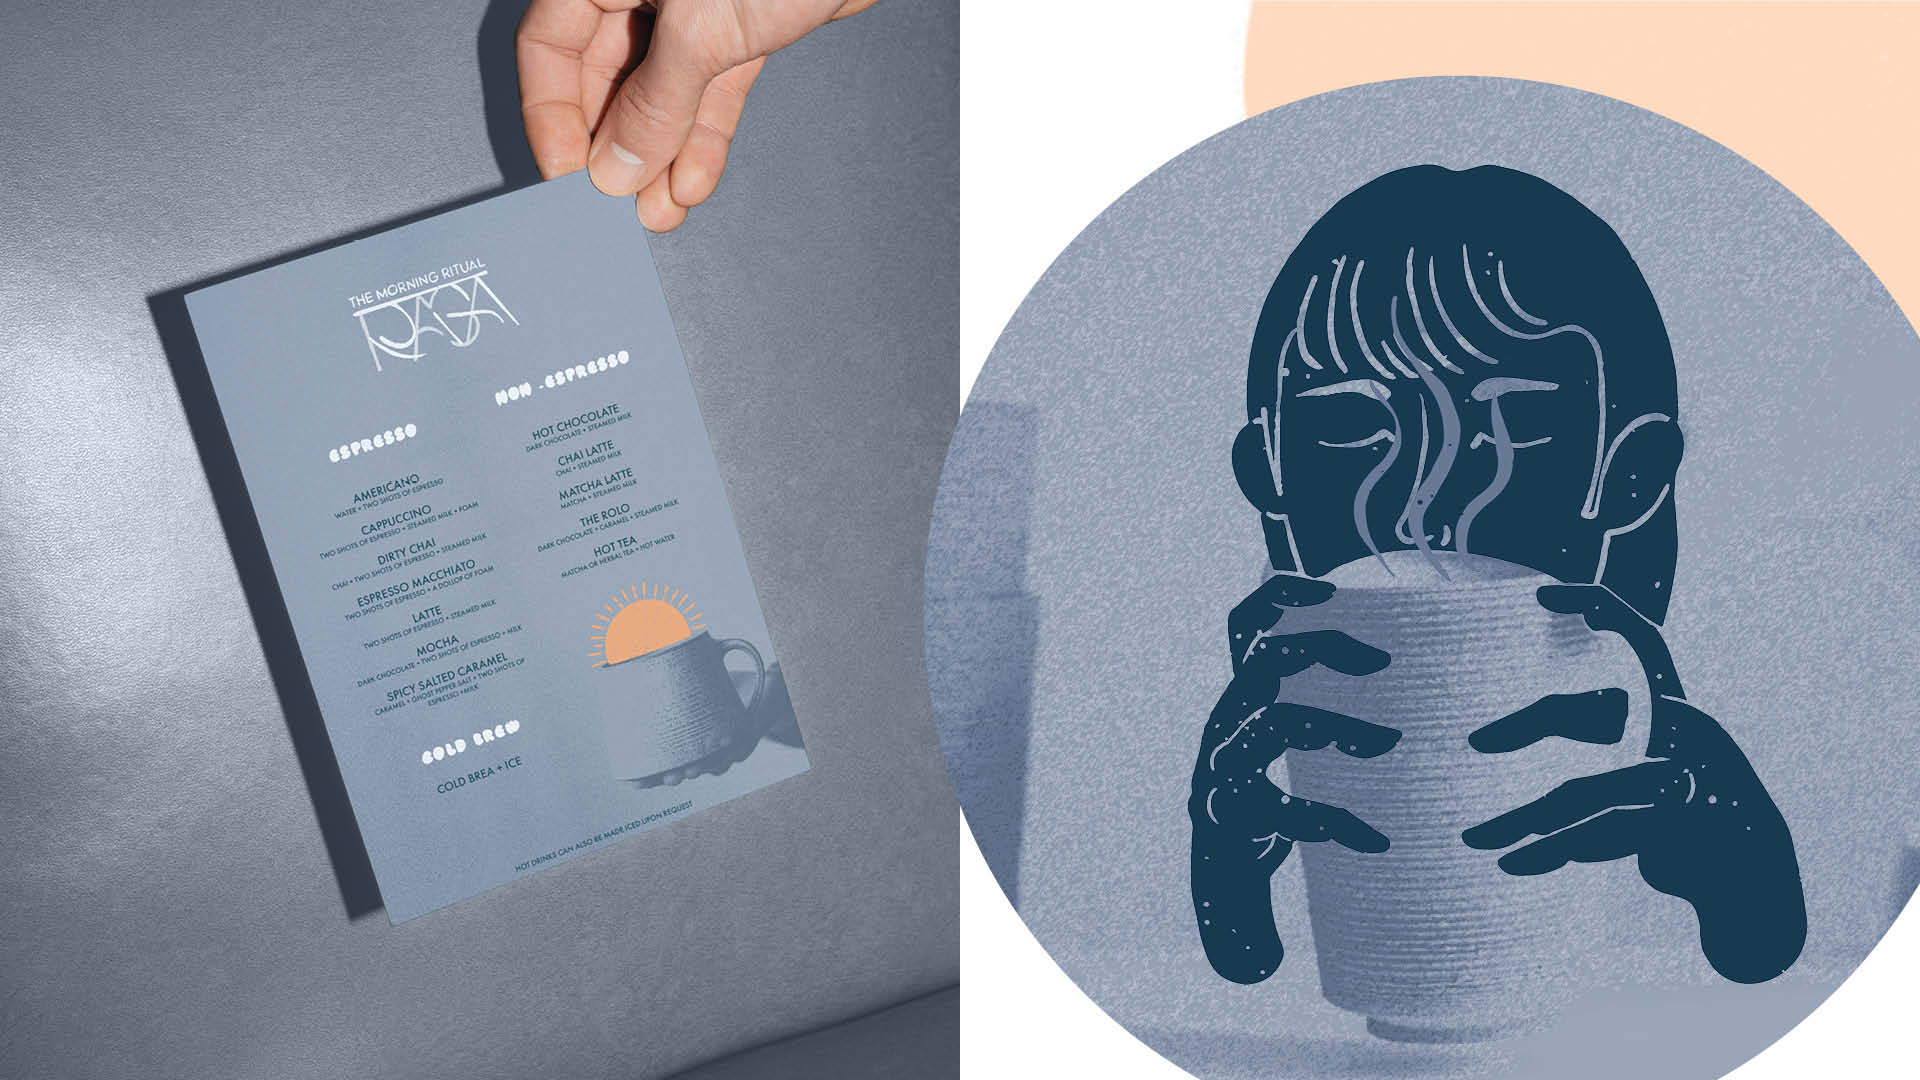 THE MORNING RITUAL
RASA
ESPRESSO
AMERICANO
WATER + TWO SHOTS OF ESPRESSO
CAPPUCCINO
TWO SHOTS OF ESPRESSO + STEAMED MILK + FOAM
DIRTY CHAI
CHAI + TWO SHOTS OF ESPRESSO + STEAMED MILK
ESPRESSO MACCHIATO
TWO SHOTS OF ESPRESSO + A DOLLOP OF FOAM
LATTE
TWO SHOTS OF ESPRESSO + STEAMED MILK
MOCHA
DARK CHOCOLATE + TWO SHOTS OF ESPRESSO + MILK
SPICY SALTED CARAMEL
CARAMEL + GHOST PEPPER SALT + TWO SHOTS OF
ESPRESSO +MILK
COLD BREW
COLD BREA + ICE
NON -ESPRESSO
HOT CHOCOLATE
DARK CHOCOLATE + STEAMED MILK
CHAI LATTE
CHAI + STEAMED MILK
MATCHA LATTE
MATCHA + STEAMED MILK
THE ROLO
DARK CHOCOLATE + CARAMEL + STEAMED MILK
HOT TEA
MATCHA OR HERBAL TEA + HOT WATER
HOT DRINKS CAN ALSO BE MADE ICED UPON REQUEST